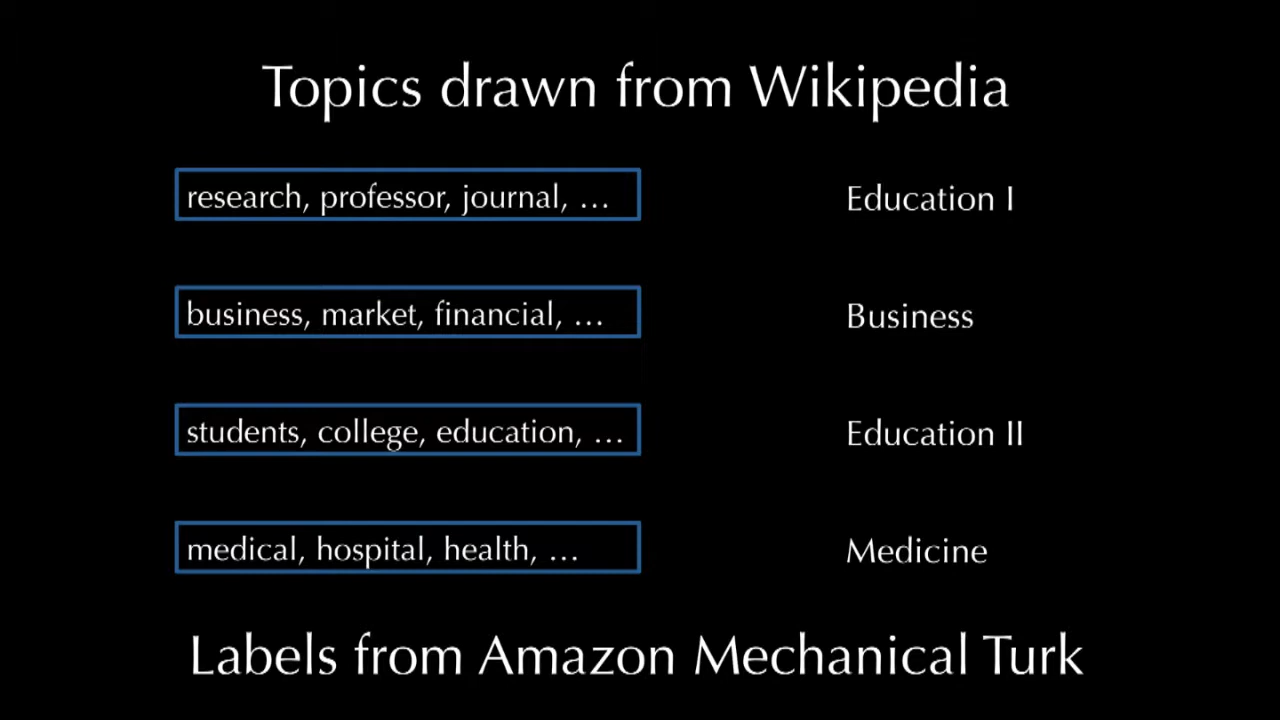 Topics drawn from Wikipedia
research, professor, journal, … Education I
business, market, financial, … Business
students, college, education, … Education II
medical, hospital, health, … Medicine
Labels from Amazon Mechanical Turk